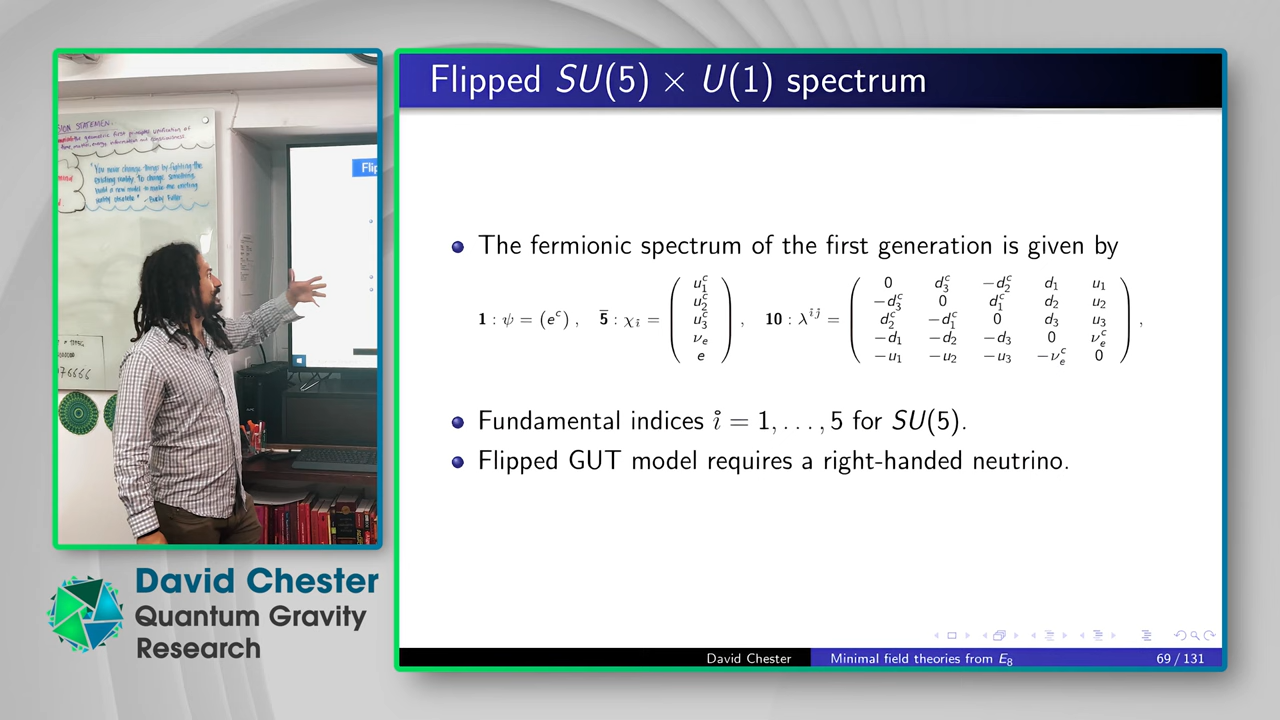 Flipped SU(5) × U(1) spectrum
SION STATEMEN.
"You never change things by fighting the
existing reality. To change something
build a new model to make the existing
reality obsolete." - Bucky Fuller
Flip
The fermionic spectrum of the first generation is given by
1 : ψ = (e^c), 5̅ : χ_i = ( u_1^c u_2^c u_3^c ν_e e ), 10 : λ^{ij} = (
0 d_3^c −d_2^c d_1 u_1
−d_3^c 0 d_1^c d_2 u_2
d_2^c −d_1^c 0 d_3 u_3
−d_1 −d_2 −d_3 0 ν_e^c
−u_1 −u_2 −u_3 −ν_e^c 0 ),
Fundamental indices i̊ = 1, . . . , 5 for SU(5).
Flipped GUT model requires a right-handed neutrino.
David Chester
Quantum Gravity
Research
David Chester Minimal field theories from E_8 69 / 131